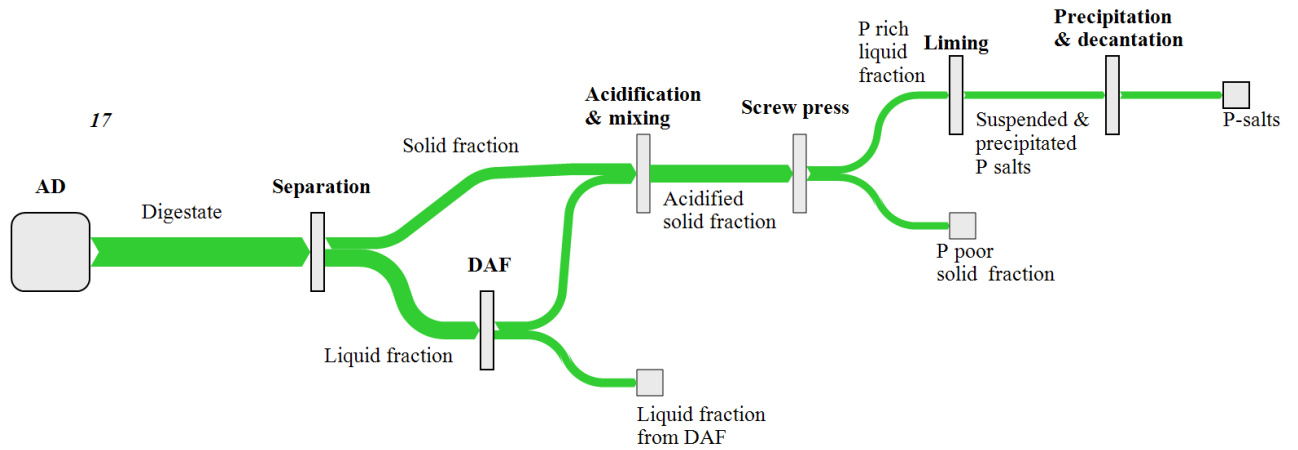 17
AD
Digestate
Separation
Solid fraction
Liquid fraction
DAF
Liquid fraction
from DAF
Acidification
& mixing
Acidified
solid fraction
Screw press
P rich
liquid
fraction
P poor
solid fraction
Liming
Suspended &
precipitated
P salts
Precipitation
& decantation
P-salts